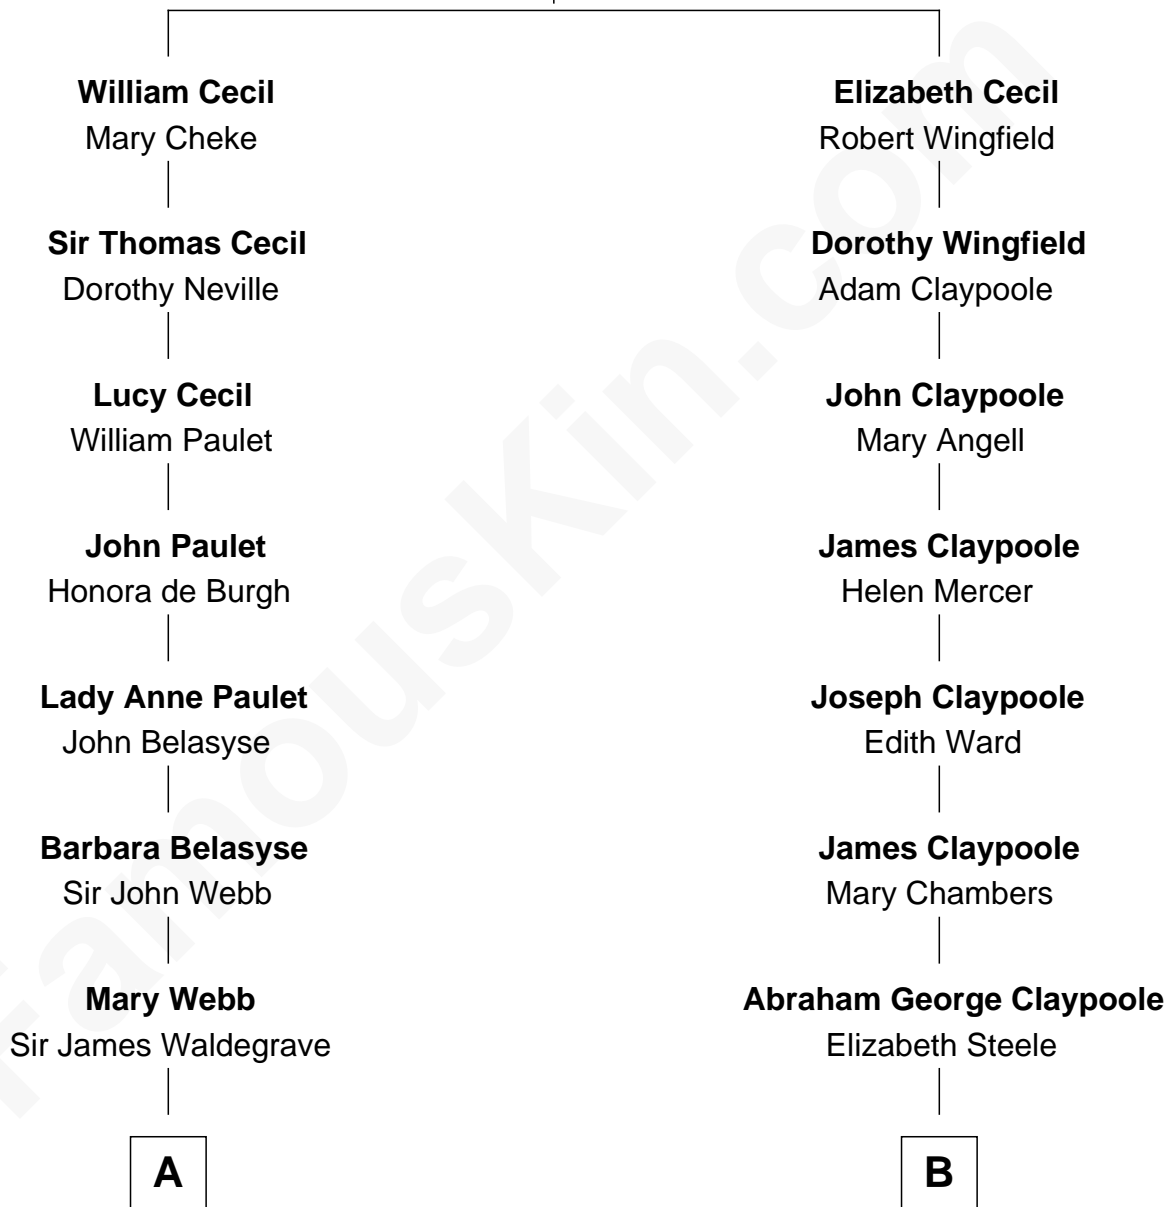 William Cecil
Mary Cheke
Elizabeth Cecil
Robert Wingfield
Sir Thomas Cecil
Dorothy Neville
Dorothy Wingfield
Adam Claypoole
Lucy Cecil
William Paulet
John Claypoole
Mary Angell
John Paulet
Honora de Burgh
James Claypoole
Helen Mercer
Lady Anne Paulet
John Belasyse
Joseph Claypoole
Edith Ward
Barbara Belasyse
Sir John Webb
James Claypoole
Mary Chambers
Mary Webb
Sir James Waldegrave
Abraham George Claypoole
Elizabeth Steele
A
B
FamousKin.com